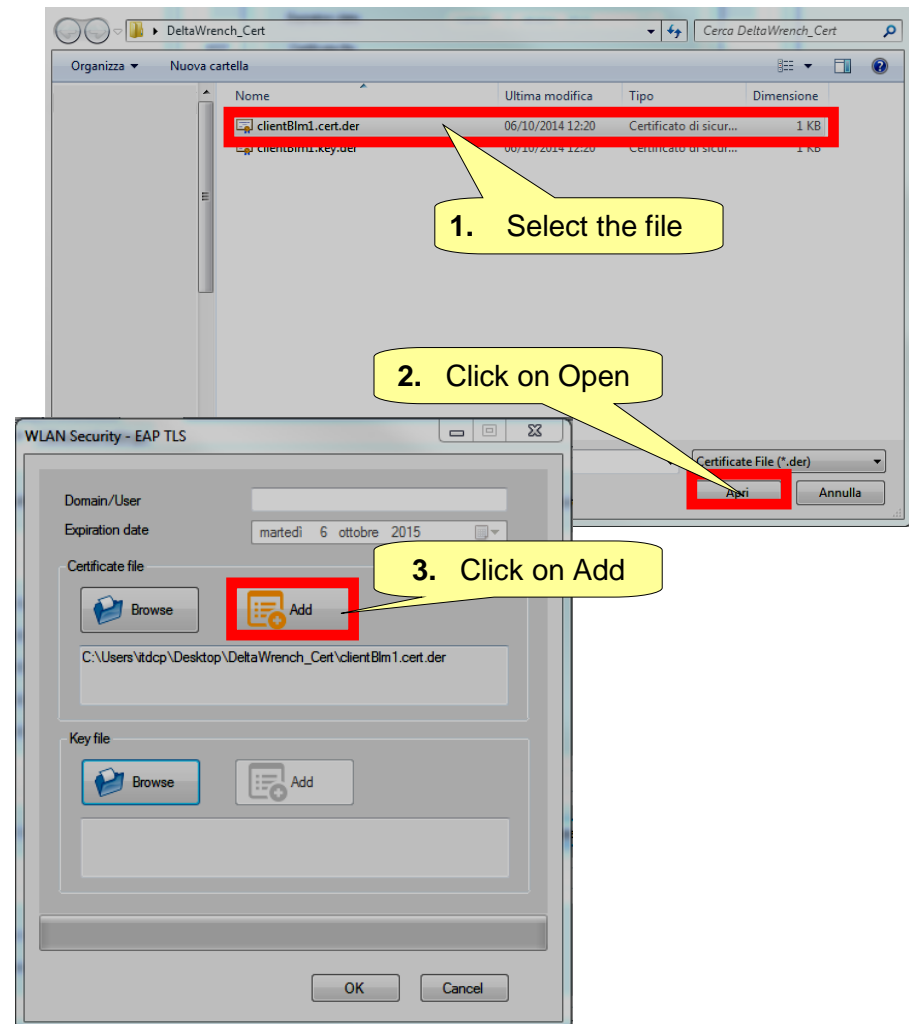 DeltaWrench_Cert
Cerca DeltaWrench_Cert
Organizza
Nuova cartella
Nome
Ultima modifica
Tipo
Dimensione
clientBlm1.cert.der
06/10/2014 12:20
Certificato di sicur...
1 KB
clientBlm1.key.der
06/10/2014 12:20
Certificato di sicur...
1 KB
1. Select the file
2. Click on Open
Certificate File (*.der)
Apri
Annulla
WLAN Security - EAP TLS
Domain/User
Expiration date
martedì 6 ottobre 2015
3. Click on Add
Certificate file
Browse
Add
C:\Users\itdcp\Desktop\DeltaWrench_Cert\clientBlm1.cert.der
Key file
Browse
Add
OK
Cancel